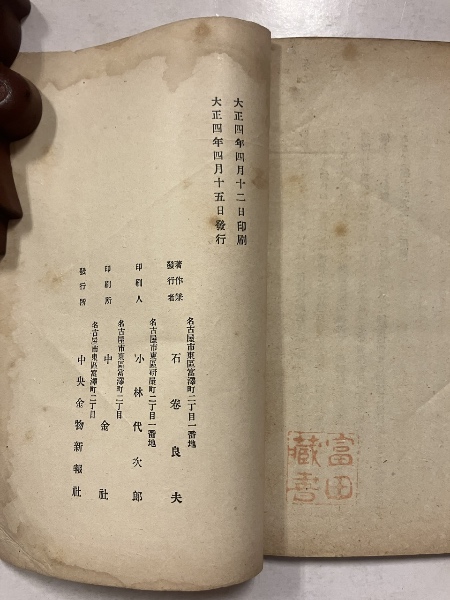 大正四年四月十二日印刷
大正四年四月十五日發行
名古屋市東區富澤町二丁目一番地
著作兼發行者 石卷良夫
名古屋市東區研屋町二丁目一番地
印刷人 小林代次郎
名古屋市東區富澤町二丁目
印刷所 中金社
名古屋市東區富澤町二丁目
發行所 中央金物新報社
富田
藏書